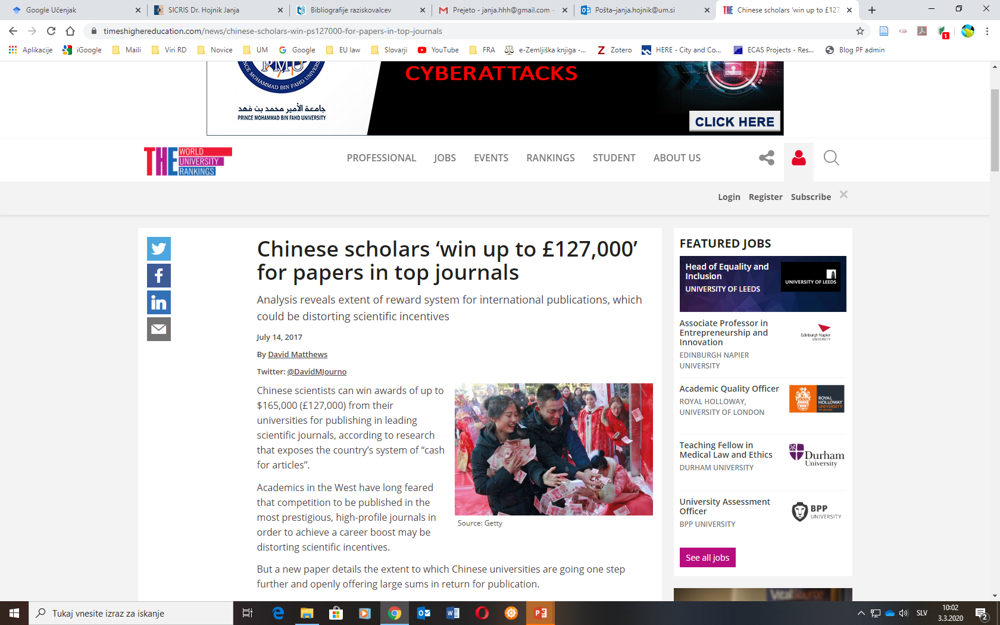 Google Učenjak
SICRIS Dr. Hojnik Janja
Bibliografije raziskovalcev
Prejeto - janja.hhh@gmail.com -
Pošta–janja.hojnik@um.si
THE Chinese scholars 'win up to £127
timeshighereducation.com/news/chinese-scholars-win-ps127000-for-papers-in-top-journals
1
Aplikacije
iGoogle
Maili
Viri RD
Novice
UM
Google
EU law
Slovarji
YouTube
FRA
e-Zemljiška knjiga -...
Zotero
HERE - City and Co...
ECAS Projects - Res...
Blog PF admin
PMU
PRINCE MOHAMMAD BIN FAHD UNIVERSITY
جامعة الأمير محمد بن فهد
PRINCE MOHAMMAD BIN FAHD UNIVERSITY
CYBERATTACKS
CLICK HERE
THE WORLD UNIVERSITY RANKINGS
PROFESSIONAL
JOBS
EVENTS
RANKINGS
STUDENT
ABOUT US
Login
Register
Subscribe
Chinese scholars ‘win up to £127,000’
for papers in top journals
Analysis reveals extent of reward system for international publications, which
could be distorting scientific incentives
July 14, 2017
By David Matthews
Twitter: @DavidMJourno
Chinese scientists can win awards of up to
$165,000 (£127,000) from their
universities for publishing in leading
scientific journals, according to research
that exposes the country’s system of “cash
for articles”.
Source: Getty
Academics in the West have long feared
that competition to be published in the
most prestigious, high-profile journals in
order to achieve a career boost may be
distorting scientific incentives.
But a new paper details the extent to which Chinese universities are going one step
further and openly offering large sums in return for publication.
FEATURED JOBS
Head of Equality and
Inclusion
UNIVERSITY OF LEEDS
UNIVERSITY OF LEEDS
Associate Professor in
Entrepreneurship and
Innovation
EDINBURGH NAPIER
UNIVERSITY
Edinburgh Napier
UNIVERSITY
Academic Quality Officer
ROYAL HOLLOWAY,
UNIVERSITY OF LONDON
ROYAL
HOLLOWAY
UNIVERSITY
OF LONDON
Teaching Fellow in
Medical Law and Ethics
DURHAM UNIVERSITY
Durham
University
University Assessment
Officer
BPP UNIVERSITY
BPP
UNIVERSITY
See all jobs
VitalSource
Tukaj vnesite izraz za iskanje
SLV
10:02
3.3.2020
2